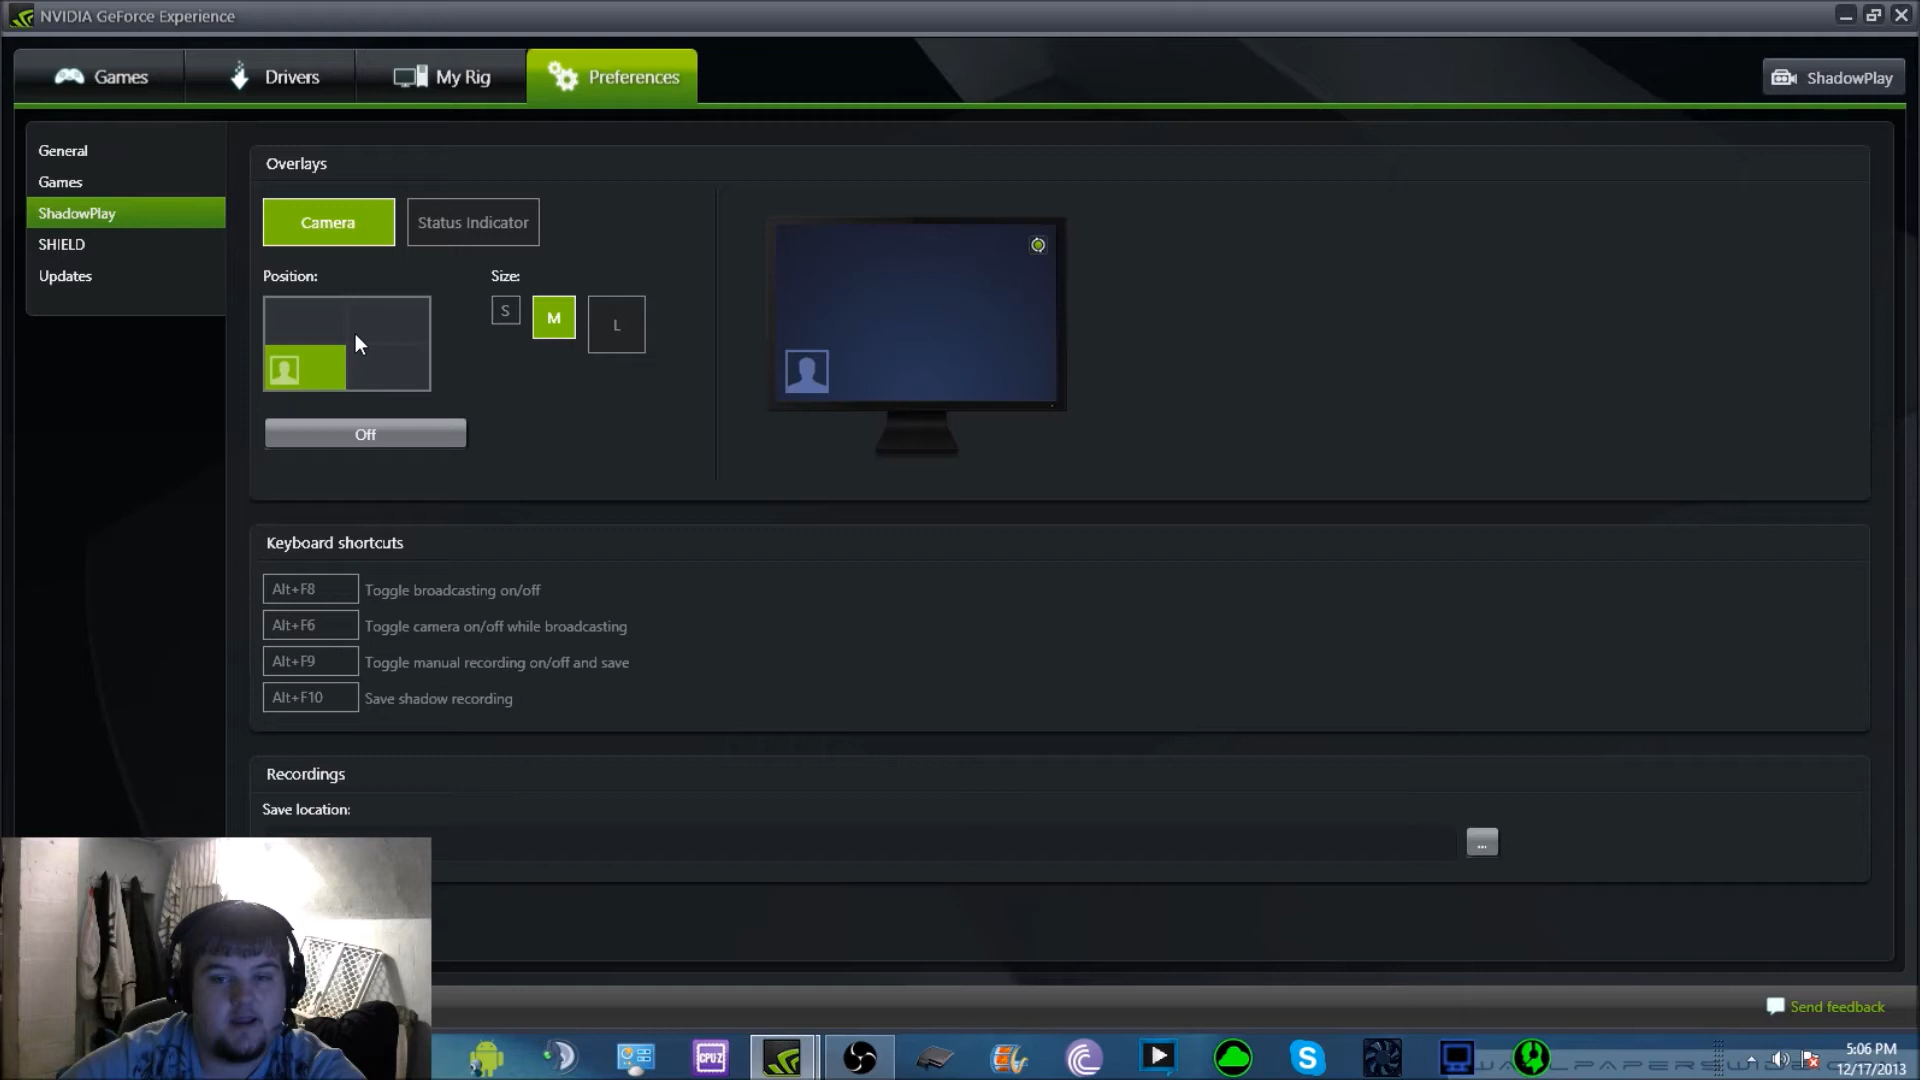 NVIDIA GeForce Experience
Games
Drivers
My Rig
Preferences
ShadowPlay
General
Games
ShadowPlay
SHIELD
Updates
Overlays
Camera
Status Indicator
Position:
Size:
S
M
L
Off
Keyboard shortcuts
Alt+F8 Toggle broadcasting on/off
Alt+F6 Toggle camera on/off while broadcasting
Alt+F9 Toggle manual recording on/off and save
Alt+F10 Save shadow recording
Recordings
Save location:
...
Send feedback
CPU Z
S
5:06 PM
12/17/2013